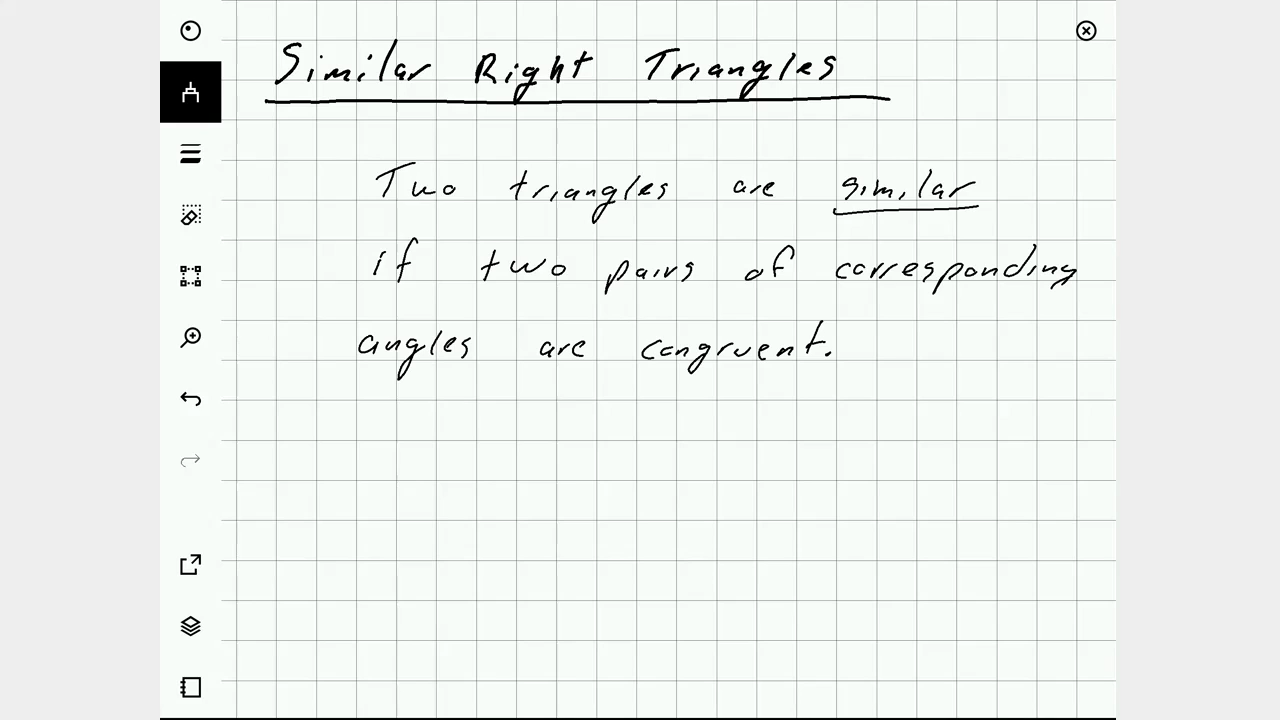 Similar Right Triangles
Two triangles are similar
if two pairs of corresponding
angles are congruent.